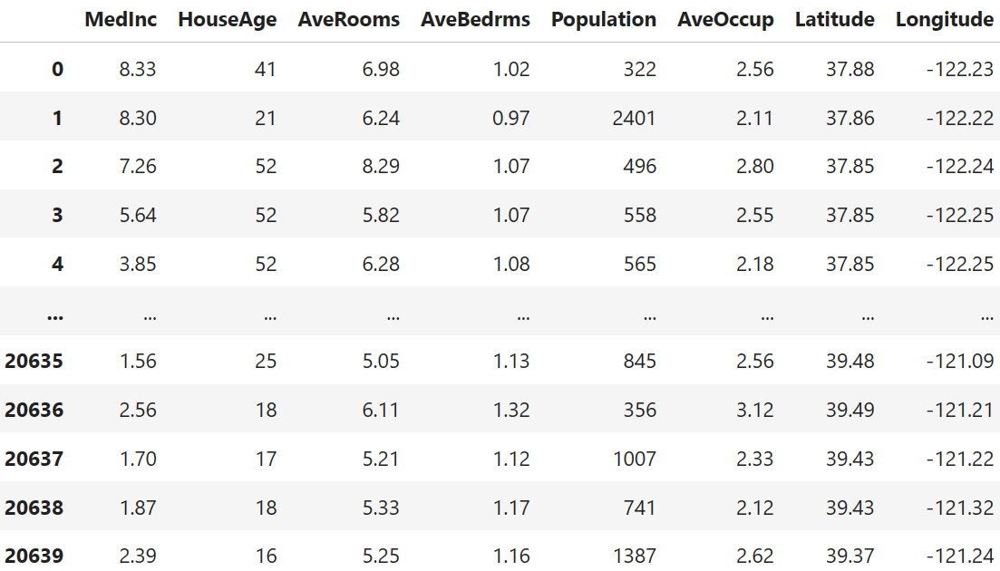 MedInc HouseAge AveRooms AveBedrms Population AveOccup Latitude Longitude
0 8.33 41 6.98 1.02 322 2.56 37.88 -122.23
1 8.30 21 6.24 0.97 2401 2.11 37.86 -122.22
2 7.26 52 8.29 1.07 496 2.80 37.85 -122.24
3 5.64 52 5.82 1.07 558 2.55 37.85 -122.25
4 3.85 52 6.28 1.08 565 2.18 37.85 -122.25
... ... ... ... ... ... ... ... ...
20635 1.56 25 5.05 1.13 845 2.56 39.48 -121.09
20636 2.56 18 6.11 1.32 356 3.12 39.49 -121.21
20637 1.70 17 5.21 1.12 1007 2.33 39.43 -121.22
20638 1.87 18 5.33 1.17 741 2.12 39.43 -121.32
20639 2.39 16 5.25 1.16 1387 2.62 39.37 -121.24